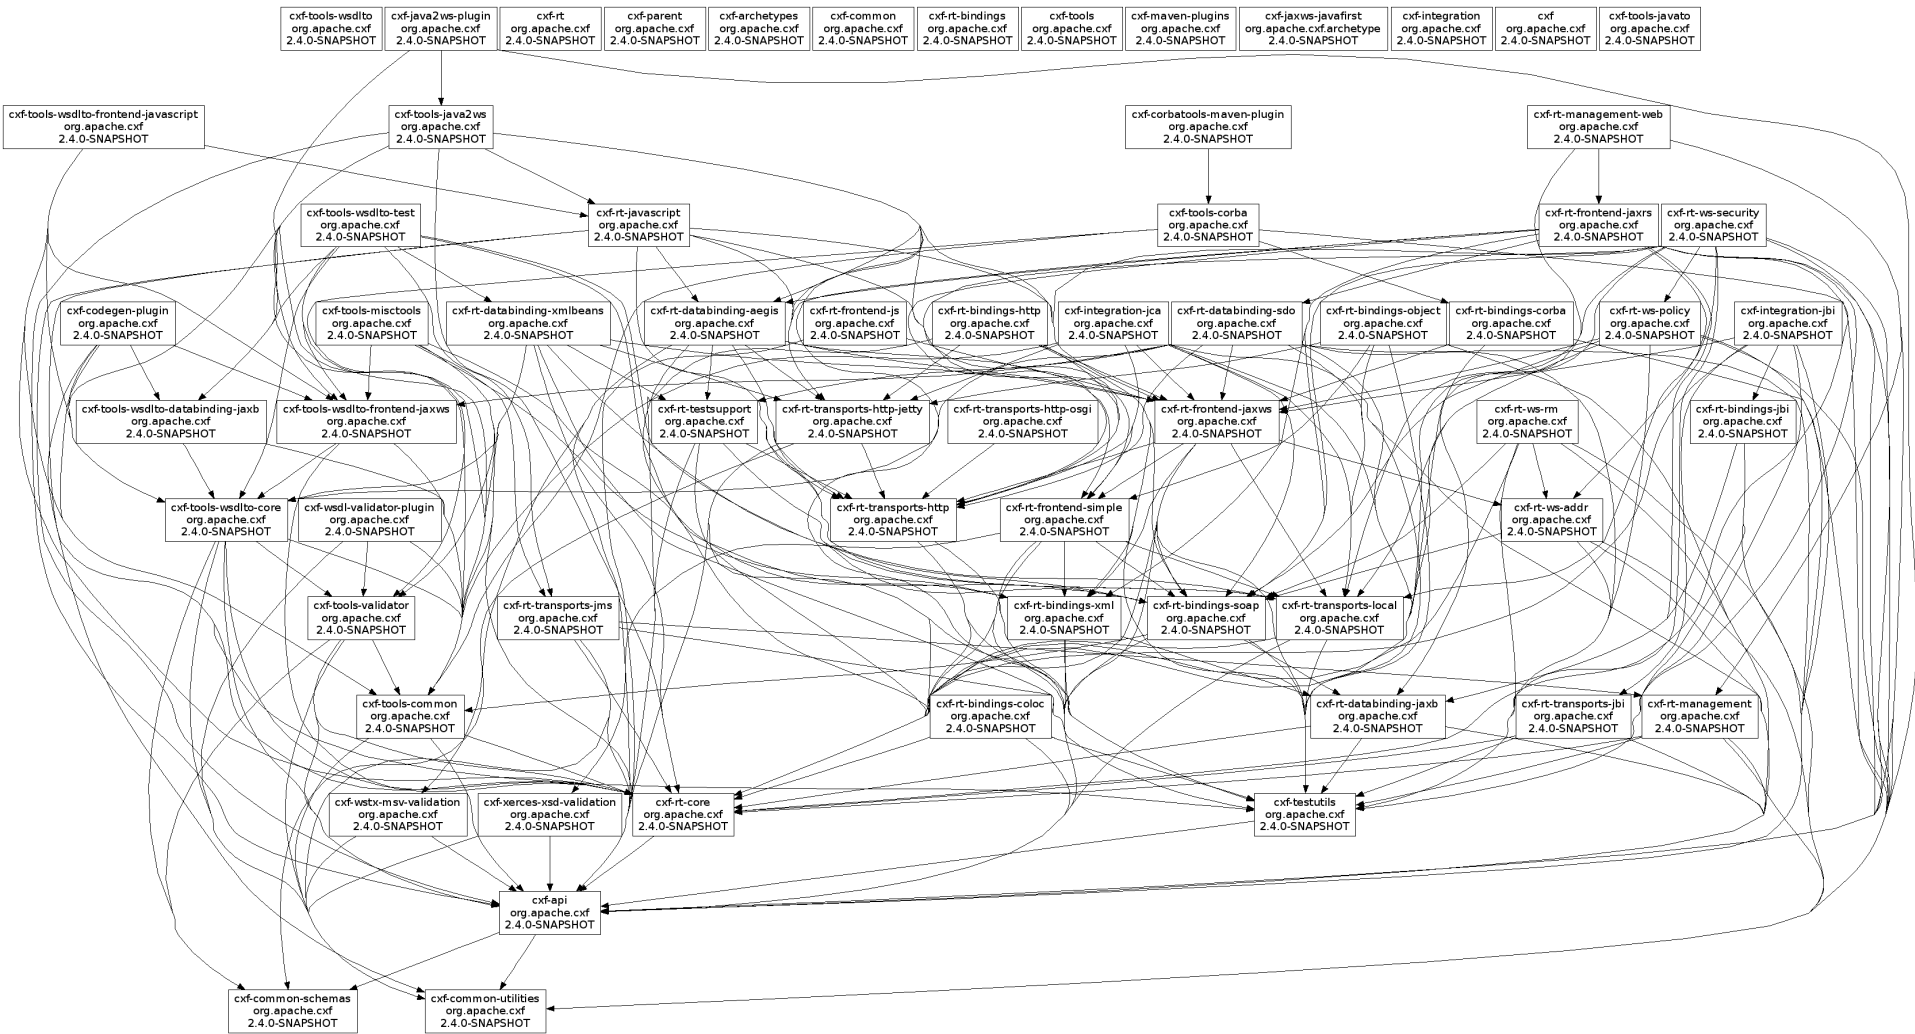 cxf-tools-wsdlto
org.apache.cxf
2.4.0-SNAPSHOT
cxf-java2ws-plugin
org.apache.cxf
2.4.0-SNAPSHOT
cxf-rt
org.apache.cxf
2.4.0-SNAPSHOT
cxf-parent
org.apache.cxf
2.4.0-SNAPSHOT
cxf-archetypes
org.apache.cxf
2.4.0-SNAPSHOT
cxf-common
org.apache.cxf
2.4.0-SNAPSHOT
cxf-rt-bindings
org.apache.cxf
2.4.0-SNAPSHOT
cxf-tools
org.apache.cxf
2.4.0-SNAPSHOT
cxf-maven-plugins
org.apache.cxf
2.4.0-SNAPSHOT
cxf-jaxws-javafirst
org.apache.cxf.archetype
2.4.0-SNAPSHOT
cxf-integration
org.apache.cxf
2.4.0-SNAPSHOT
cxf
org.apache.cxf
2.4.0-SNAPSHOT
cxf-tools-javato
org.apache.cxf
2.4.0-SNAPSHOT
cxf-tools-wsdlto-frontend-javascript
org.apache.cxf
2.4.0-SNAPSHOT
cxf-tools-java2ws
org.apache.cxf
2.4.0-SNAPSHOT
cxf-corbatools-maven-plugin
org.apache.cxf
2.4.0-SNAPSHOT
cxf-rt-management-web
org.apache.cxf
2.4.0-SNAPSHOT
cxf-tools-wsdlto-test
org.apache.cxf
2.4.0-SNAPSHOT
cxf-rt-javascript
org.apache.cxf
2.4.0-SNAPSHOT
cxf-tools-corba
org.apache.cxf
2.4.0-SNAPSHOT
cxf-rt-frontend-jaxrs
org.apache.cxf
2.4.0-SNAPSHOT
cxf-rt-ws-security
org.apache.cxf
2.4.0-SNAPSHOT
cxf-codegen-plugin
org.apache.cxf
2.4.0-SNAPSHOT
cxf-tools-misctools
org.apache.cxf
2.4.0-SNAPSHOT
cxf-rt-databinding-xmlbeans
org.apache.cxf
2.4.0-SNAPSHOT
cxf-rt-databinding-aegis
org.apache.cxf
2.4.0-SNAPSHOT
cxf-rt-frontend-js
org.apache.cxf
2.4.0-SNAPSHOT
cxf-rt-bindings-http
org.apache.cxf
2.4.0-SNAPSHOT
cxf-integration-jca
org.apache.cxf
2.4.0-SNAPSHOT
cxf-rt-databinding-sdo
org.apache.cxf
2.4.0-SNAPSHOT
cxf-rt-bindings-object
org.apache.cxf
2.4.0-SNAPSHOT
cxf-rt-bindings-corba
org.apache.cxf
2.4.0-SNAPSHOT
cxf-rt-ws-policy
org.apache.cxf
2.4.0-SNAPSHOT
cxf-integration-jbi
org.apache.cxf
2.4.0-SNAPSHOT
cxf-tools-wsdlto-databinding-jaxb
org.apache.cxf
2.4.0-SNAPSHOT
cxf-tools-wsdlto-frontend-jaxws
org.apache.cxf
2.4.0-SNAPSHOT
cxf-rt-testsupport
org.apache.cxf
2.4.0-SNAPSHOT
cxf-rt-transports-http-jetty
org.apache.cxf
2.4.0-SNAPSHOT
cxf-rt-transports-http-osgi
org.apache.cxf
2.4.0-SNAPSHOT
cxf-rt-frontend-jaxws
org.apache.cxf
2.4.0-SNAPSHOT
cxf-rt-ws-rm
org.apache.cxf
2.4.0-SNAPSHOT
cxf-rt-bindings-jbi
org.apache.cxf
2.4.0-SNAPSHOT
cxf-tools-wsdlto-core
org.apache.cxf
2.4.0-SNAPSHOT
cxf-wsdl-validator-plugin
org.apache.cxf
2.4.0-SNAPSHOT
cxf-rt-transports-http
org.apache.cxf
2.4.0-SNAPSHOT
cxf-rt-frontend-simple
org.apache.cxf
2.4.0-SNAPSHOT
cxf-rt-ws-addr
org.apache.cxf
2.4.0-SNAPSHOT
cxf-tools-validator
org.apache.cxf
2.4.0-SNAPSHOT
cxf-rt-transports-jms
org.apache.cxf
2.4.0-SNAPSHOT
cxf-rt-bindings-xml
org.apache.cxf
2.4.0-SNAPSHOT
cxf-rt-bindings-soap
org.apache.cxf
2.4.0-SNAPSHOT
cxf-rt-transports-local
org.apache.cxf
2.4.0-SNAPSHOT
cxf-tools-common
org.apache.cxf
2.4.0-SNAPSHOT
cxf-rt-bindings-coloc
org.apache.cxf
2.4.0-SNAPSHOT
cxf-rt-databinding-jaxb
org.apache.cxf
2.4.0-SNAPSHOT
cxf-rt-transports-jbi
org.apache.cxf
2.4.0-SNAPSHOT
cxf-rt-management
org.apache.cxf
2.4.0-SNAPSHOT
cxf-wstx-msv-validation
org.apache.cxf
2.4.0-SNAPSHOT
cxf-xerces-xsd-validation
org.apache.cxf
2.4.0-SNAPSHOT
cxf-rt-core
org.apache.cxf
2.4.0-SNAPSHOT
cxf-testutils
org.apache.cxf
2.4.0-SNAPSHOT
cxf-api
org.apache.cxf
2.4.0-SNAPSHOT
cxf-common-schemas
org.apache.cxf
2.4.0-SNAPSHOT
cxf-common-utilities
org.apache.cxf
2.4.0-SNAPSHOT